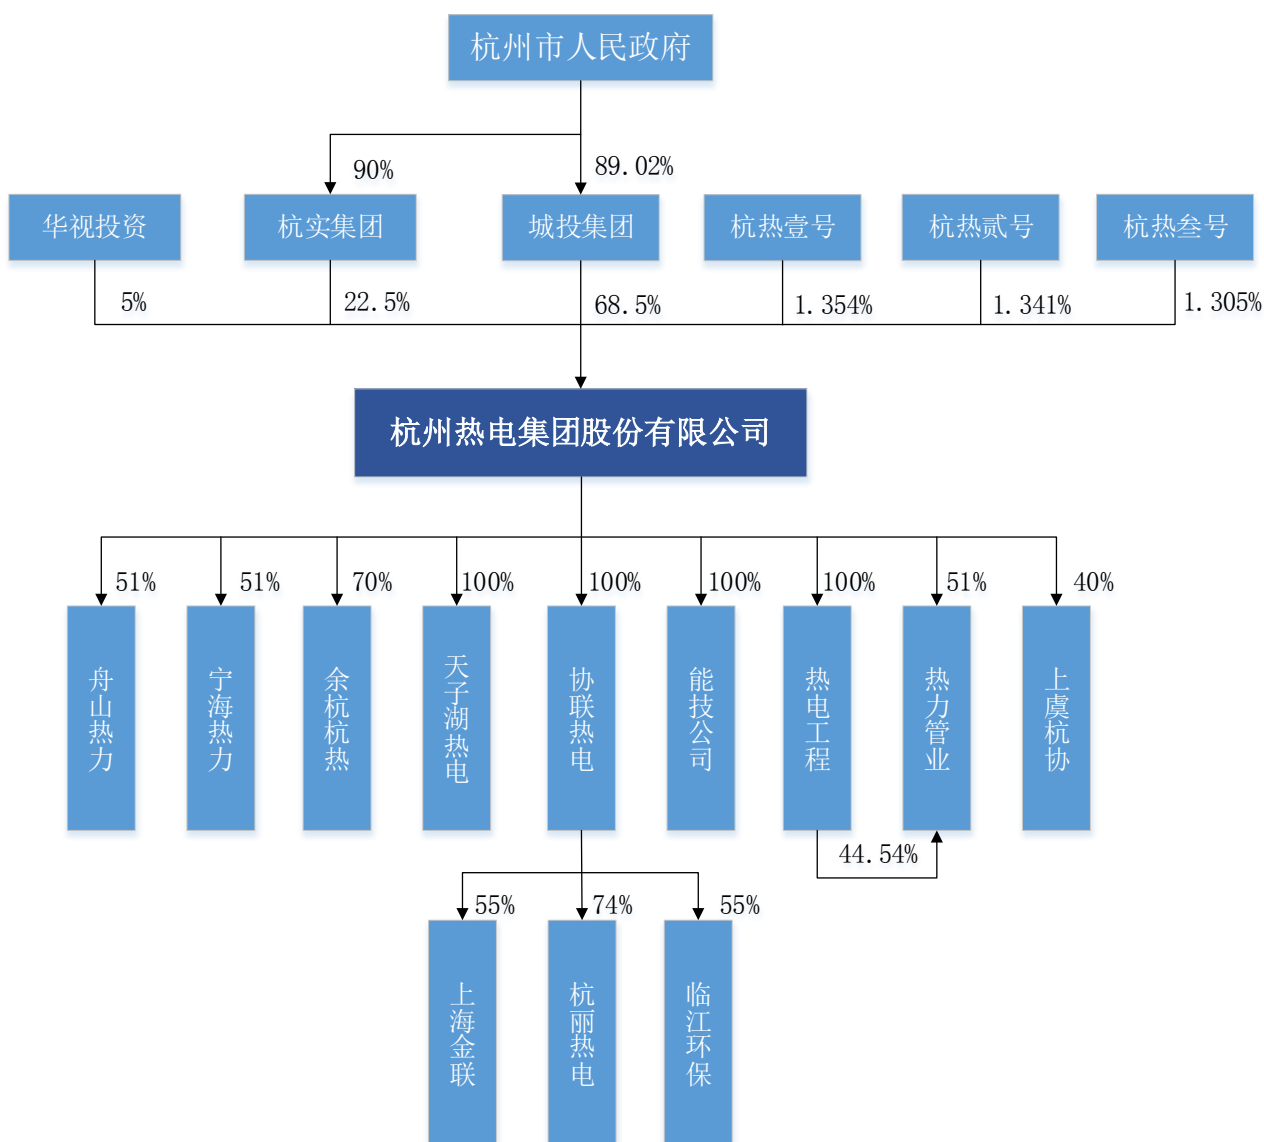 杭州市人民政府
90%
89.02%
华视投资
杭实集团
城投集团
杭热壹号
杭热贰号
杭热叁号
5%
22.5%
68.5%
1.354%
1.341%
1.305%
杭州热电集团股份有限公司
51%
51%
70%
100%
100%
100%
100%
51%
40%
舟山热力
宁海热力
余杭杭热
天子湖热电
协联热电
能技公司
热电工程
热力管业
上虞杭协
44.54%
55%
74%
55%
上海金联
杭丽热电
临江环保